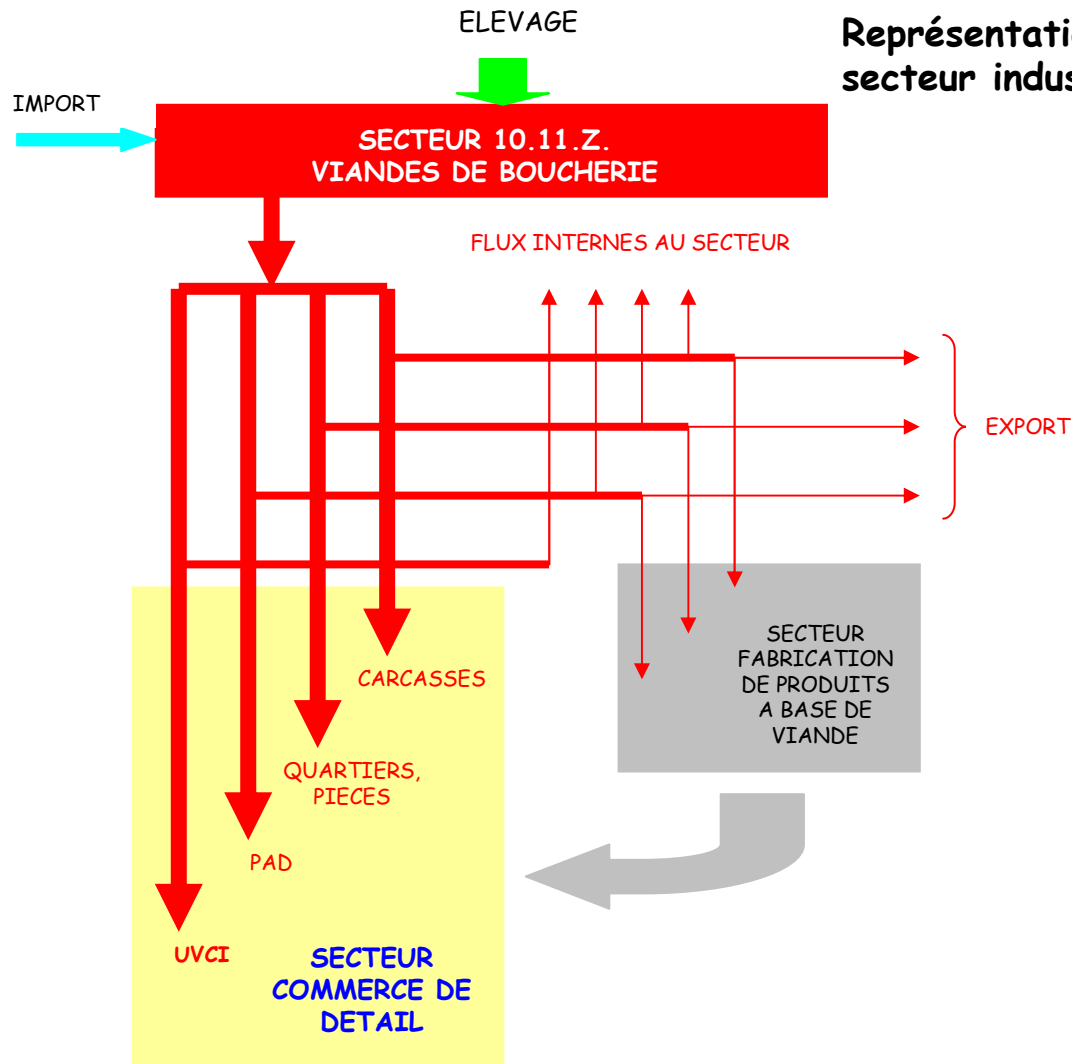 ELEVAGE
Représentati
secteur indus
IMPORT
SECTEUR 10.11.Z.
VIANDES DE BOUCHERIE
FLUX INTERNES AU SECTEUR
EXPORT
SECTEUR
FABRICATION
DE PRODUITS
A BASE DE
VIANDE
CARCASSES
QUARTIERS,
PIECES
PAD
UVCI
SECTEUR
COMMERCE DE
DETAIL